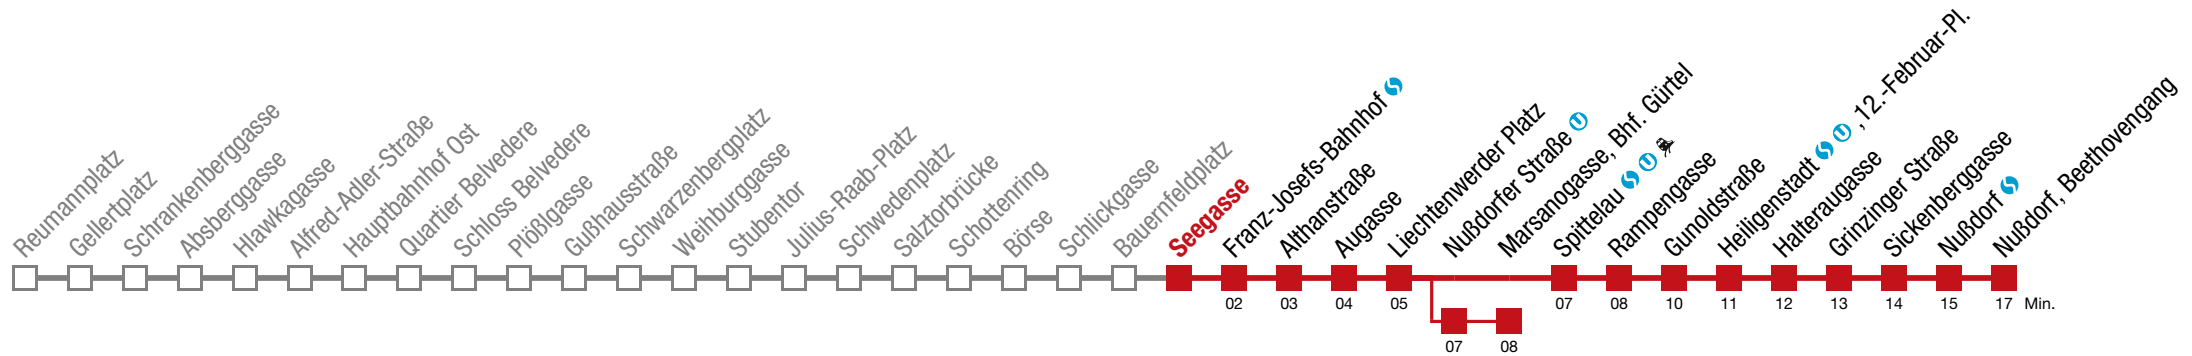 Reumannplatz
Gellertplatz
Schrankenberggasse
Absberggasse
Hlawkagasse
Alfred-Adler-Straße
Hauptbahnhof Ost
Quartier Belvedere
Schloss Belvedere
Plößlgasse
Gußhausstraße
Schwarzenbergplatz
Weihburggasse
Stubentor
Julius-Raab-Platz
Schwedenplatz
Salztorbrücke
Schottenring
Börse
Schlickgasse
Bauernfeldplatz
Seegasse
Franz-Josefs-Bahnhof S
Althanstraße
Augasse
Liechtenwerder Platz
Nußdorfer Straße U
Marsanogasse, Bhf. Gürtel
Spittelau S U
Rampengasse
Gunoldstraße
Heiligenstadt S U ,12.-Februar-Pl.
Halteraugasse
Grinzinger Straße
Sickenberggasse
Nußdorf S
Nußdorf, Beethovengang
02 03 04 05 07 08 10 11 12 13 14 15 17 Min.
07 08